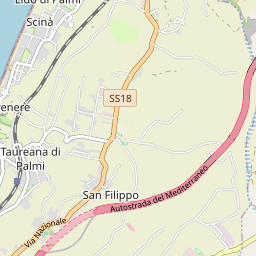 Lido di Palmi
Scinà
SS18
enere
Taureana di
Palmi
San Filippo
Autostrada del Mediterraneo
Via Nazionale